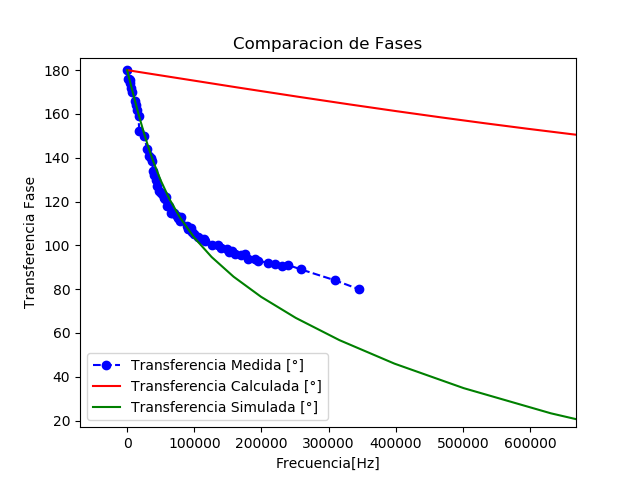 Comparacion de Fases
180
160
140
120
100
80
60
40
20
Transferencia Fase
Transferencia Medida [°]
Transferencia Calculada [°]
Transferencia Simulada [°]
0 100000 200000 300000 400000 500000 600000
Frecuencia[Hz]